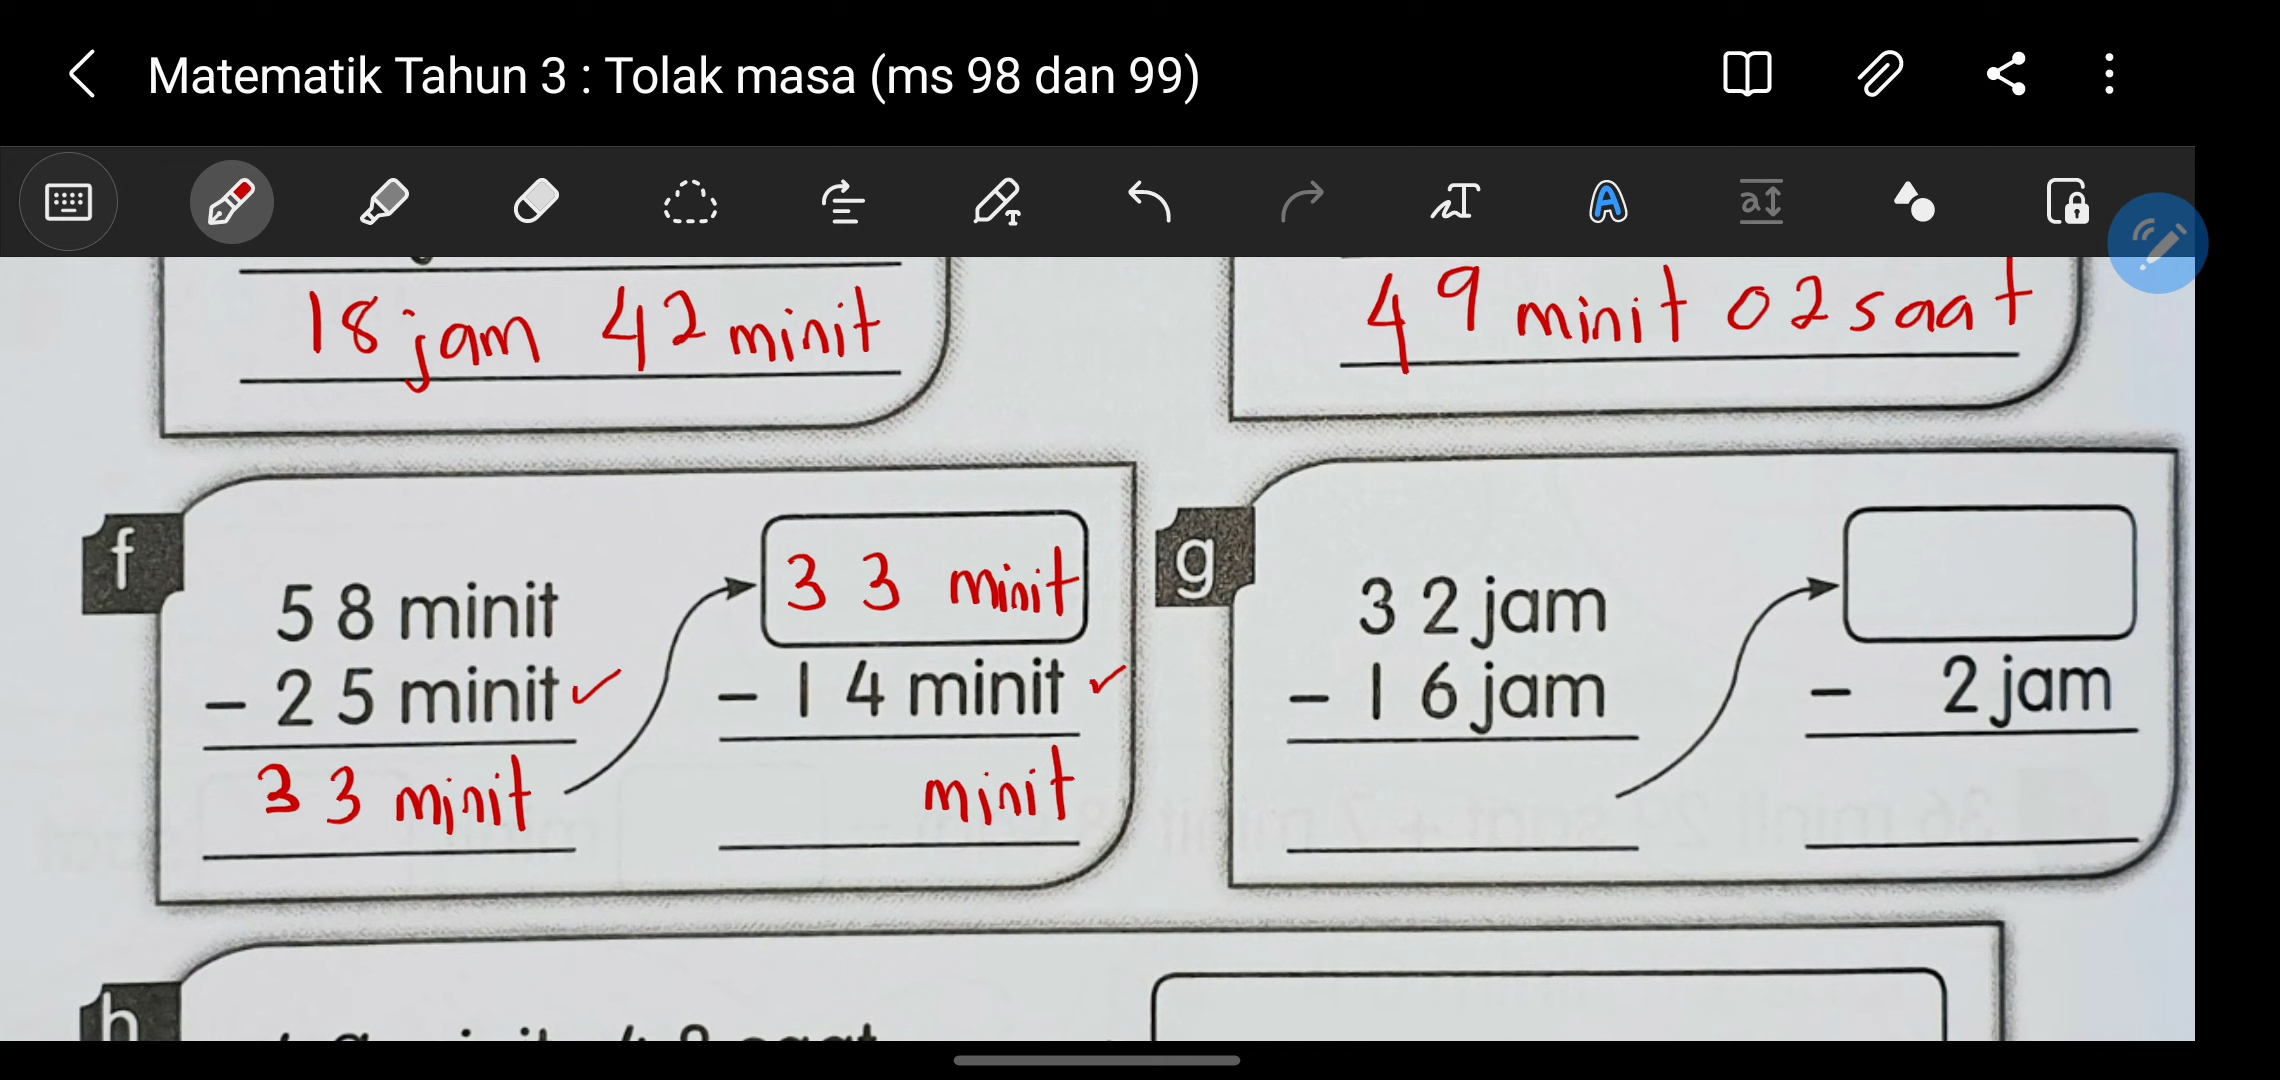 Matematik Tahun 3 : Tolak masa (ms 98 dan 99)
18 jam 42 minit
49 minit 02 saat
f
58 minit
- 25 minit ✓
33 minit
33 minit
- 14 minit ✓
minit
g
32 jam
- 16 jam
- 2 jam
h